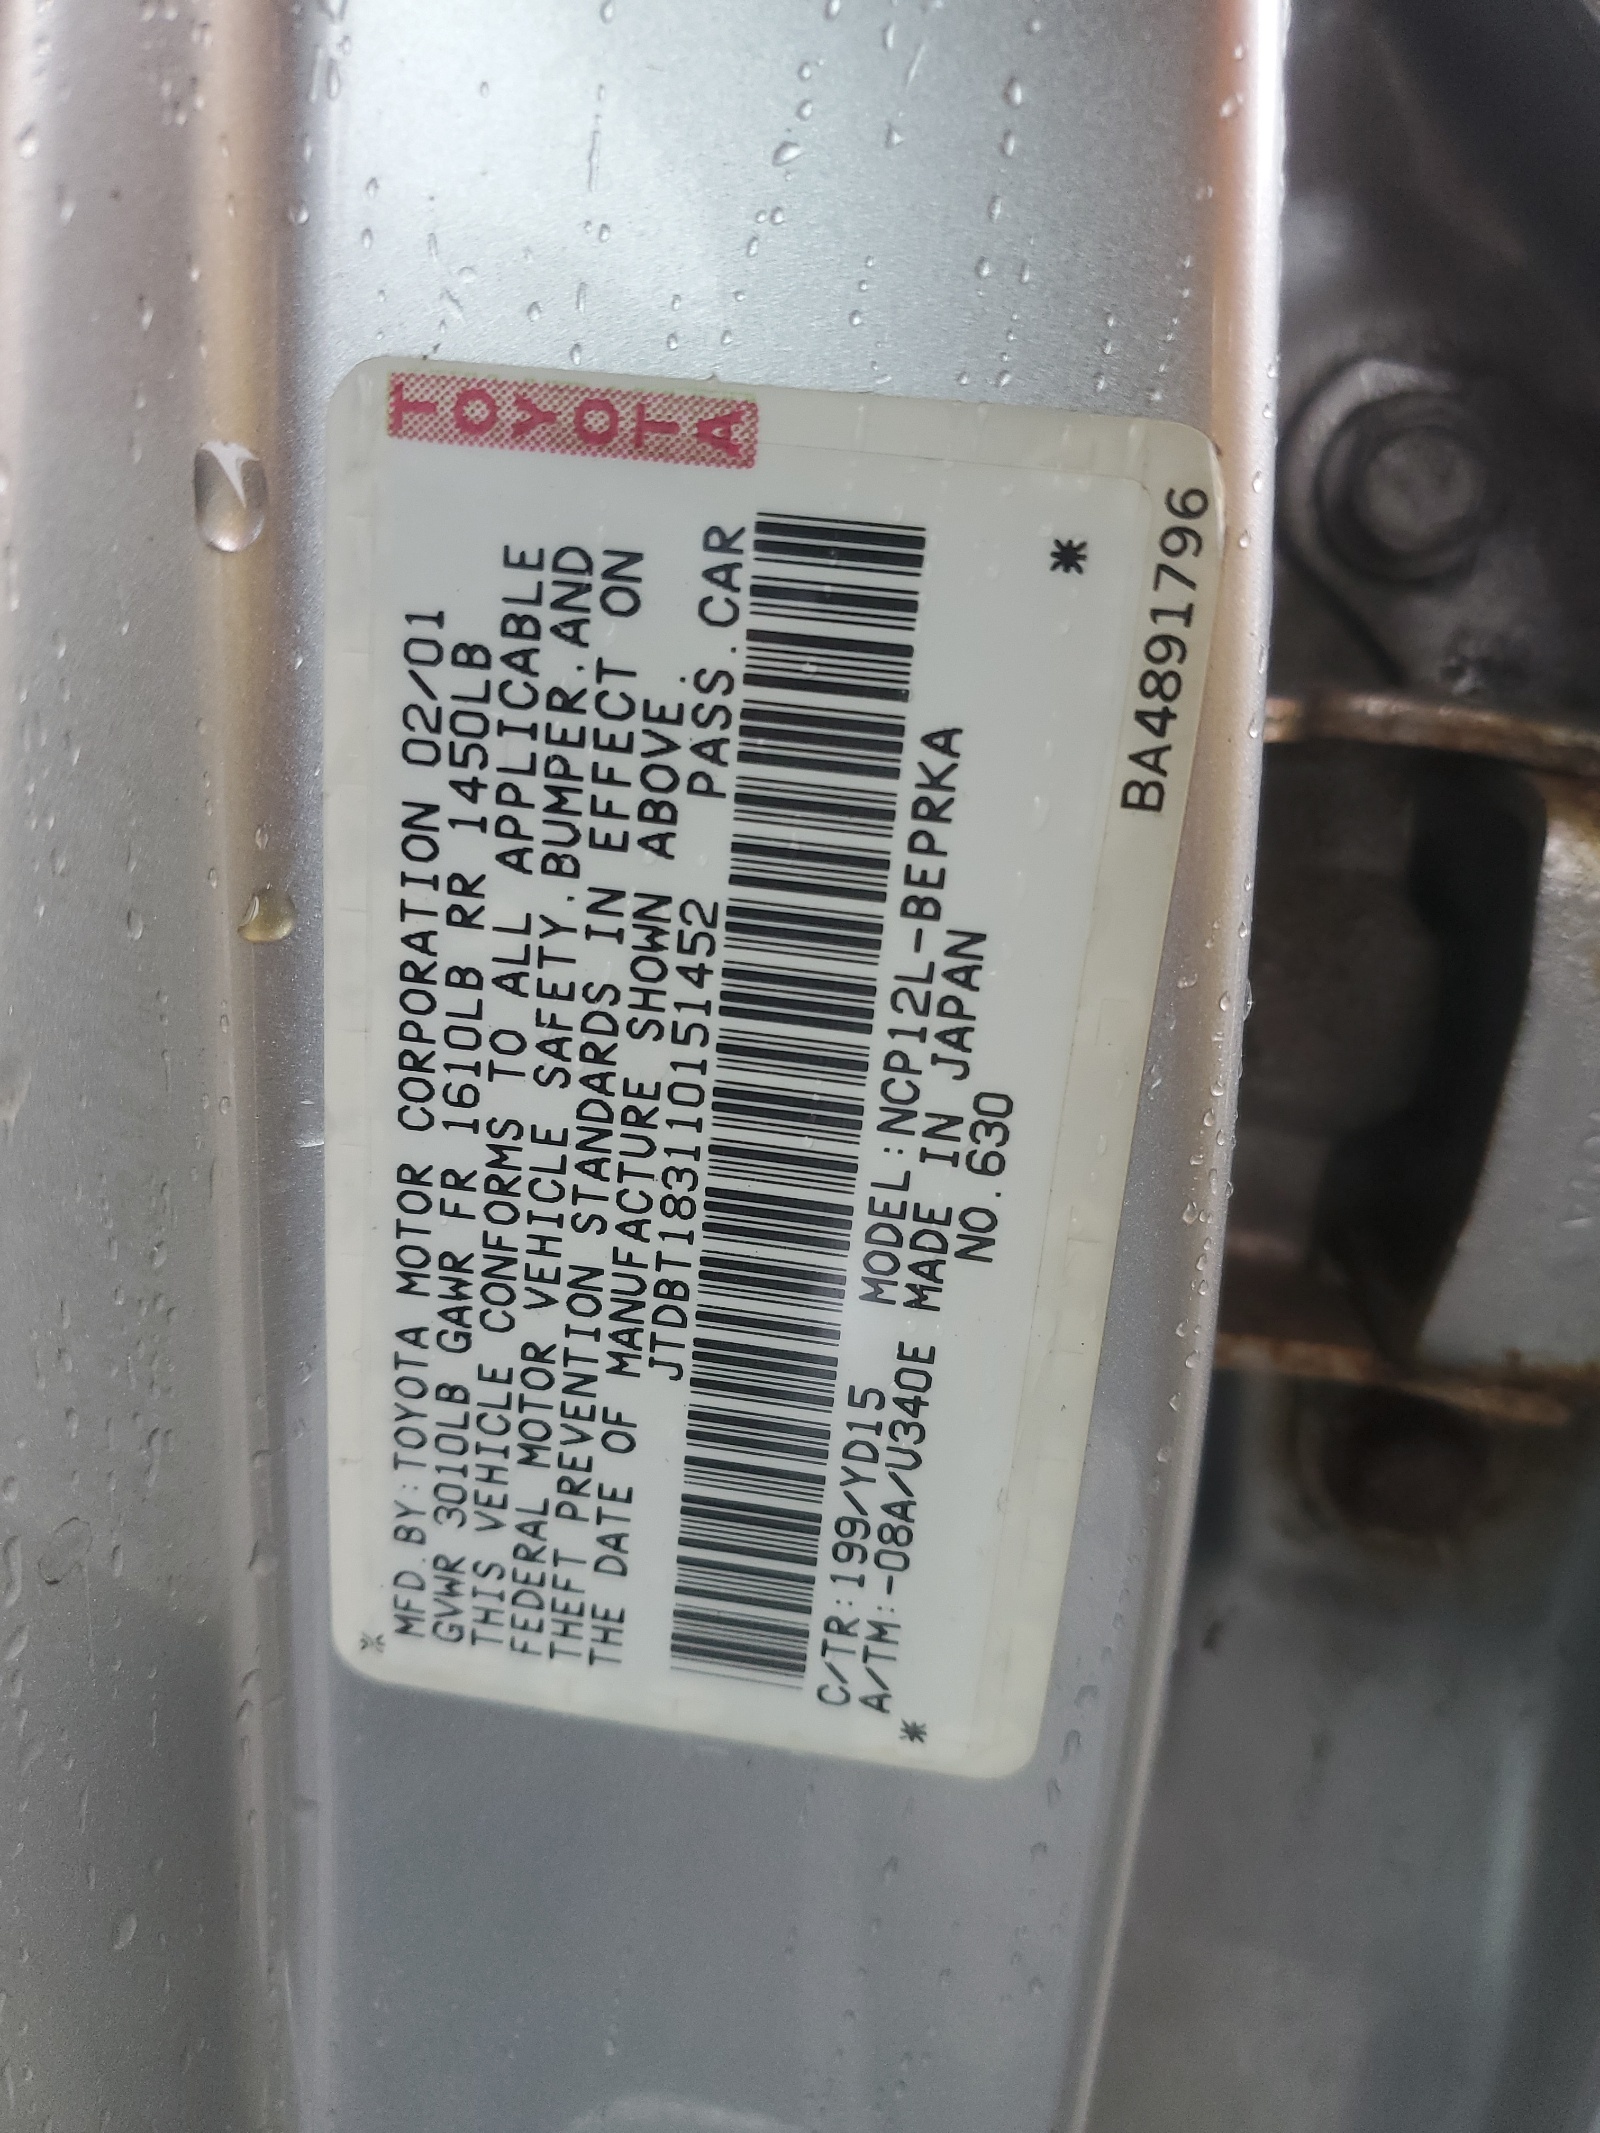 TOYOTA
MFD.BY:TOYOTA MOTOR CORPORATION 02/01
GVWR 3010LB GAWR FR 1610LB RR 1450LB
THIS VEHICLE CONFORMS TO ALL APPLICABLE
FEDERAL MOTOR VEHICLE SAFETY.BUMPER.AND
THEFT PREVENTION STANDARDS IN EFFECT ON
THE DATE OF MANUFACTURE SHOWN ABOVE.
JTDBT183110151452 PASS.CAR
C/TR:199/YD15 MODEL:NCP12L-BEPRKA
A/TM:-08A/U340E MADE IN JAPAN
NO.630
BA4891796